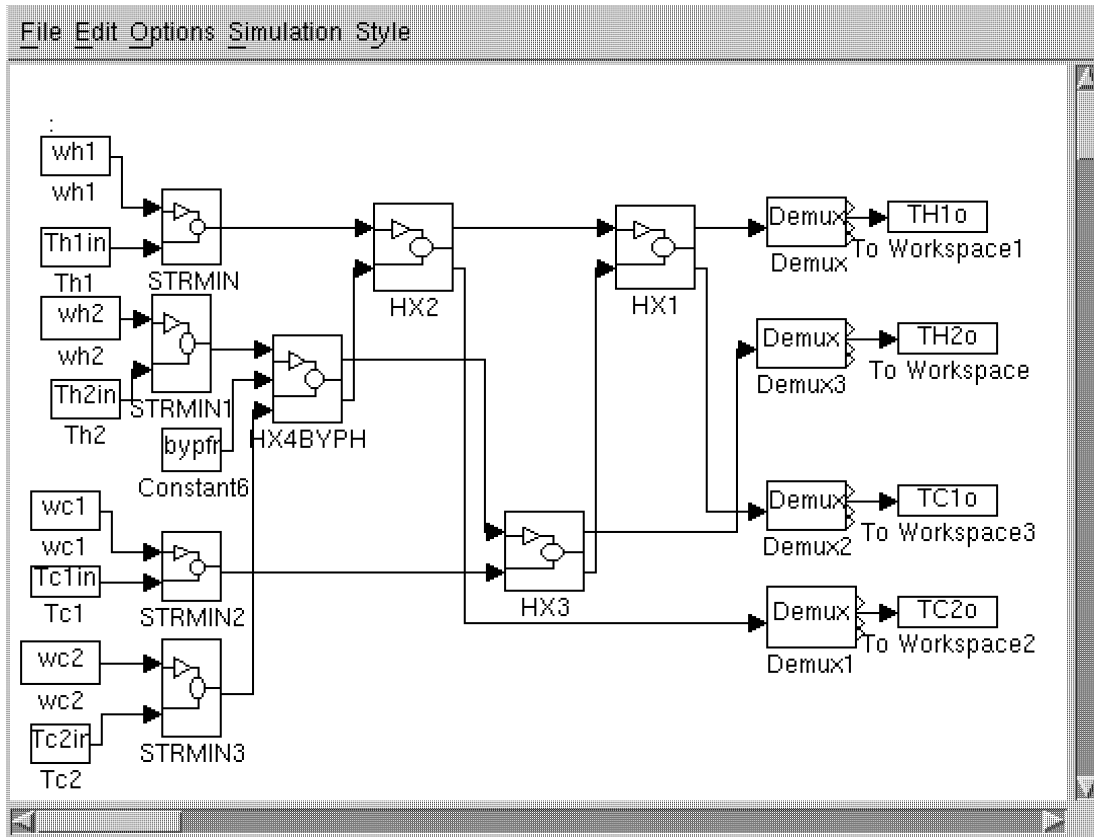 File Edit Options Simulation Style
:
wh1
wh1
Th1in
Th1
STRMIN
wh2
wh2
Th2in
Th2
STRMIN1
bypfr
Constant6
HX4BYPH
HX2
HX1
Demux
Demux
TH1o
To Workspace1
Demux
Demux3
TH2o
To Workspace
wc1
wc1
Tc1in
Tc1
STRMIN2
HX3
Demux
Demux2
TC1o
To Workspace3
wc2
wc2
Tc2in
Tc2
STRMIN3
Demux
Demux1
TC2o
To Workspace2